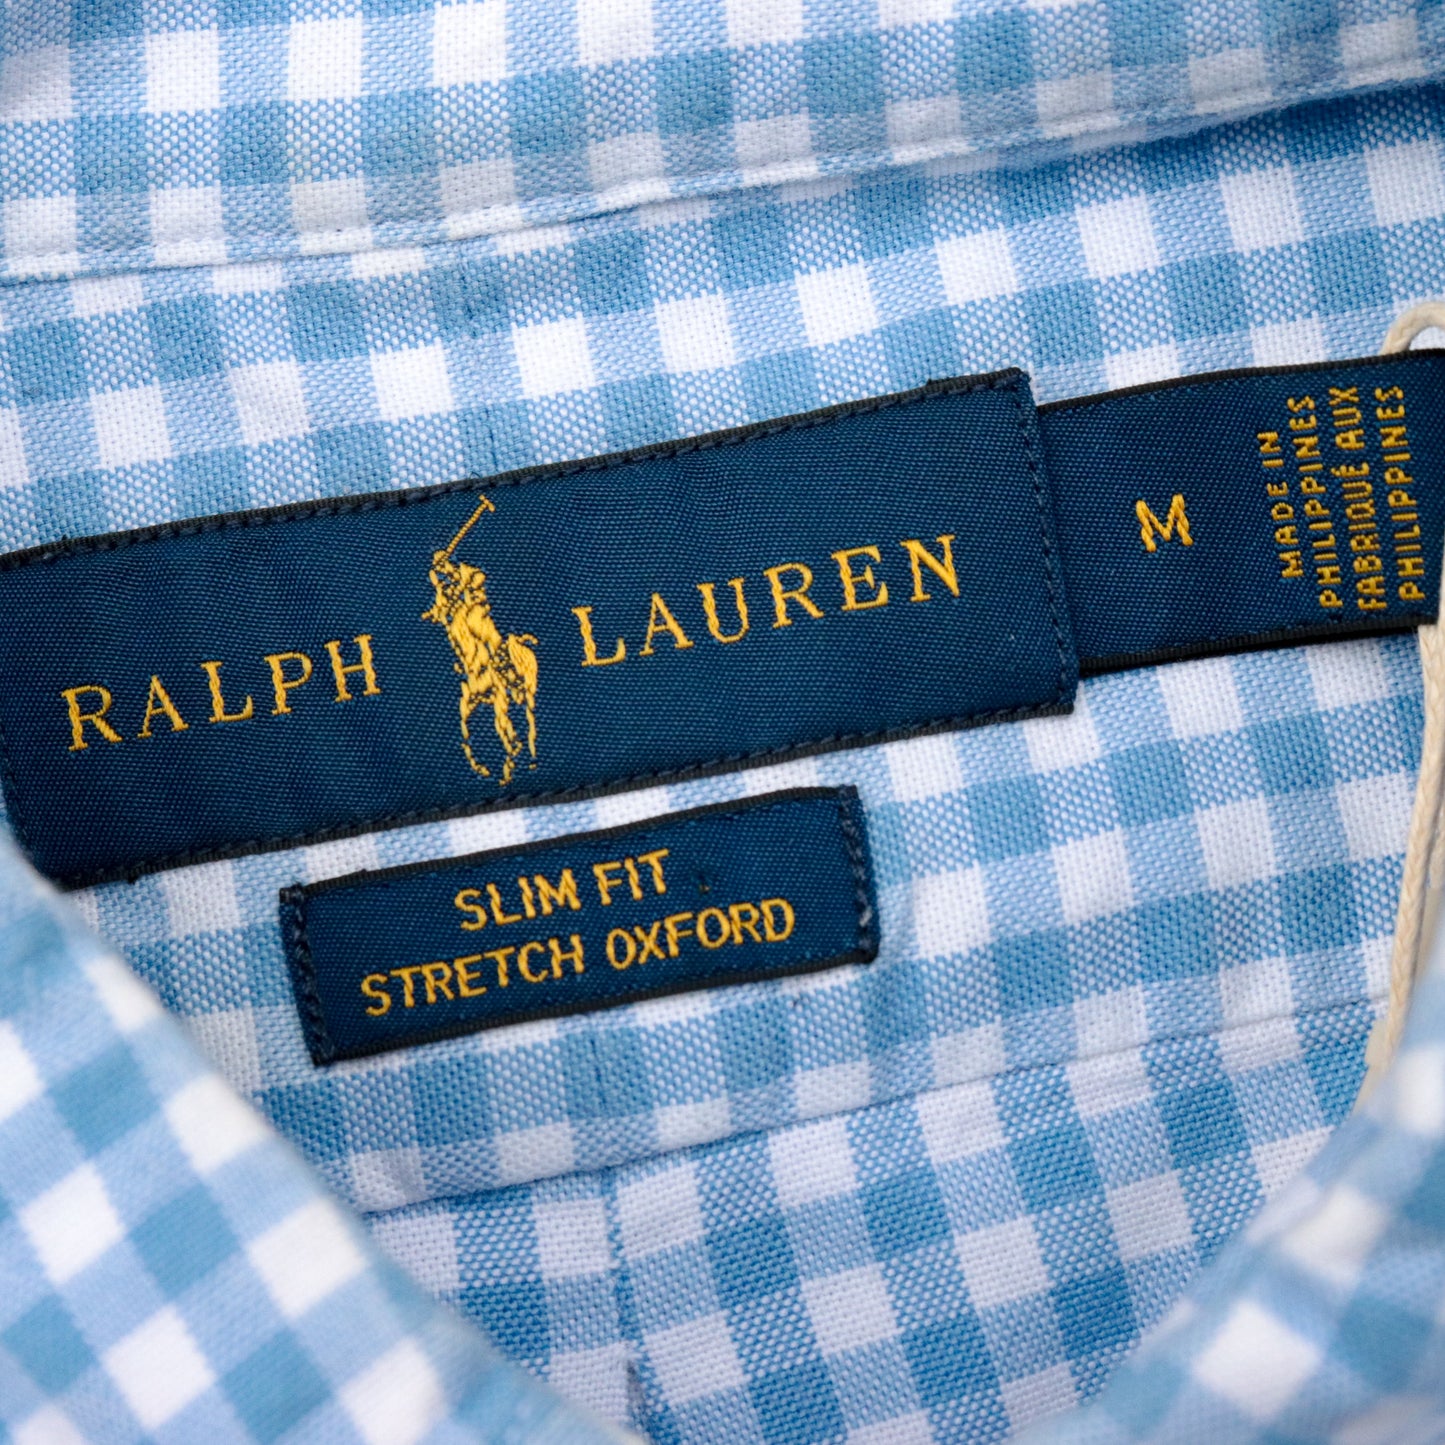 RALPH LAUREN
M
MADE IN
PHILIPPINES
FABRIQUÉ AUX
PHILIPPINES
SLIM FIT
STRETCH OXFORD